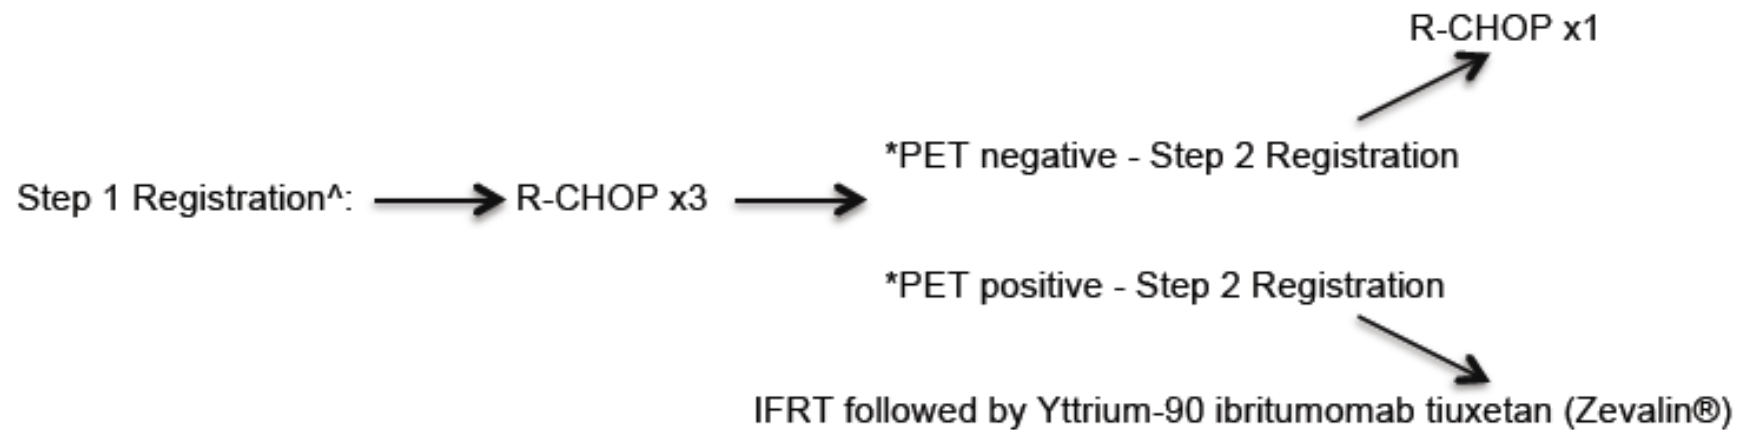 R-CHOP x1
*PET negative - Step 2 Registration
Step 1 Registration^:
R-CHOP x3
*PET positive - Step 2 Registration
IFRT followed by Yttrium-90 ibritumomab tiuxetan (Zevalin®)